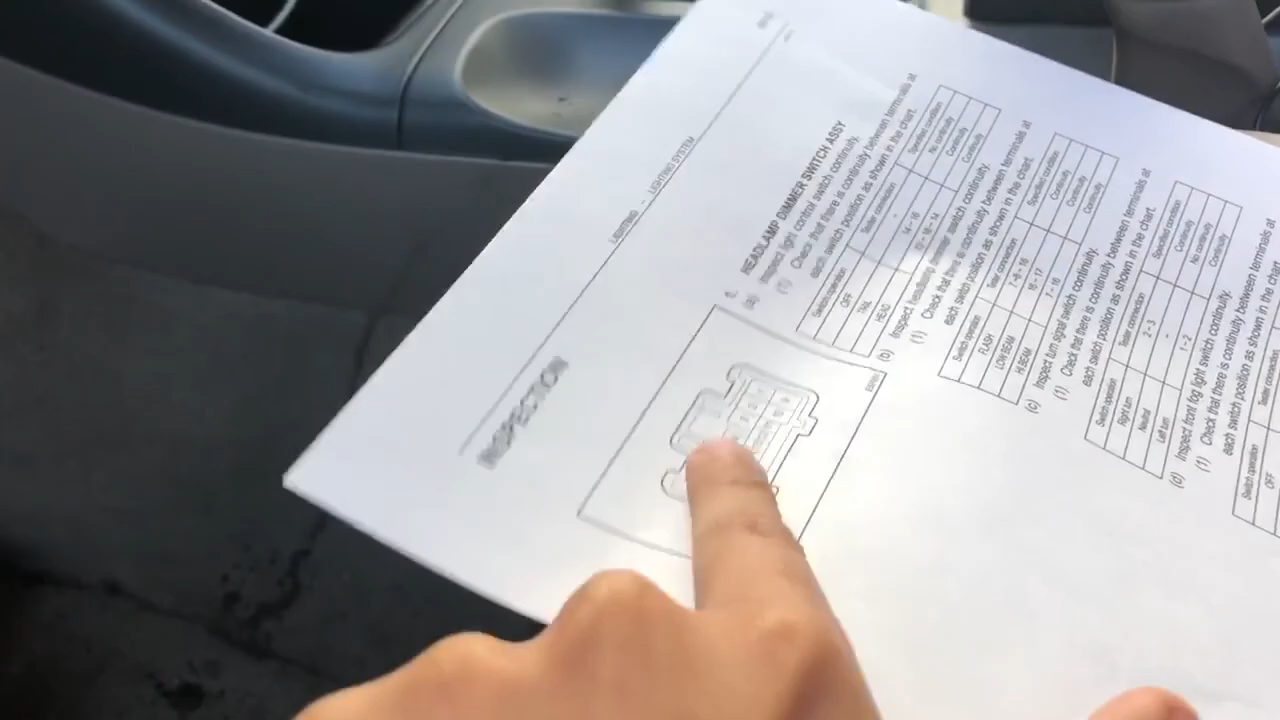 LIGHTING - LIGHTING SYSTEM
INSPECTION
1. HEADLAMP DIMMER SWITCH ASSY
(a) Inspect light control switch continuity.
(1) Check that there is continuity between terminals at
each switch position as shown in the chart.
Switch operation Tester connection Specified condition
OFF - No continuity
TAIL 14 - 16 Continuity
HEAD Continuity
(b) Inspect headlamp dimmer switch continuity.
(1) Check that there is continuity between terminals at
each switch position as shown in the chart.
Switch operation Tester connection Specified condition
FLASH Continuity
LOW BEAM 16 - 17 Continuity
HI BEAM 7 - 16 Continuity
(c) Inspect turn signal switch continuity.
(1) Check that there is continuity between terminals at
each switch position as shown in the chart.
Switch operation Tester connection Specified condition
Right turn 2 - 3 Continuity
Neutral - No continuity
Left turn 1 - 2 Continuity
(d) Inspect front fog light switch continuity.
(1) Check that there is continuity between terminals at
each switch position as shown in the chart.
Switch operation Tester connection
OFF